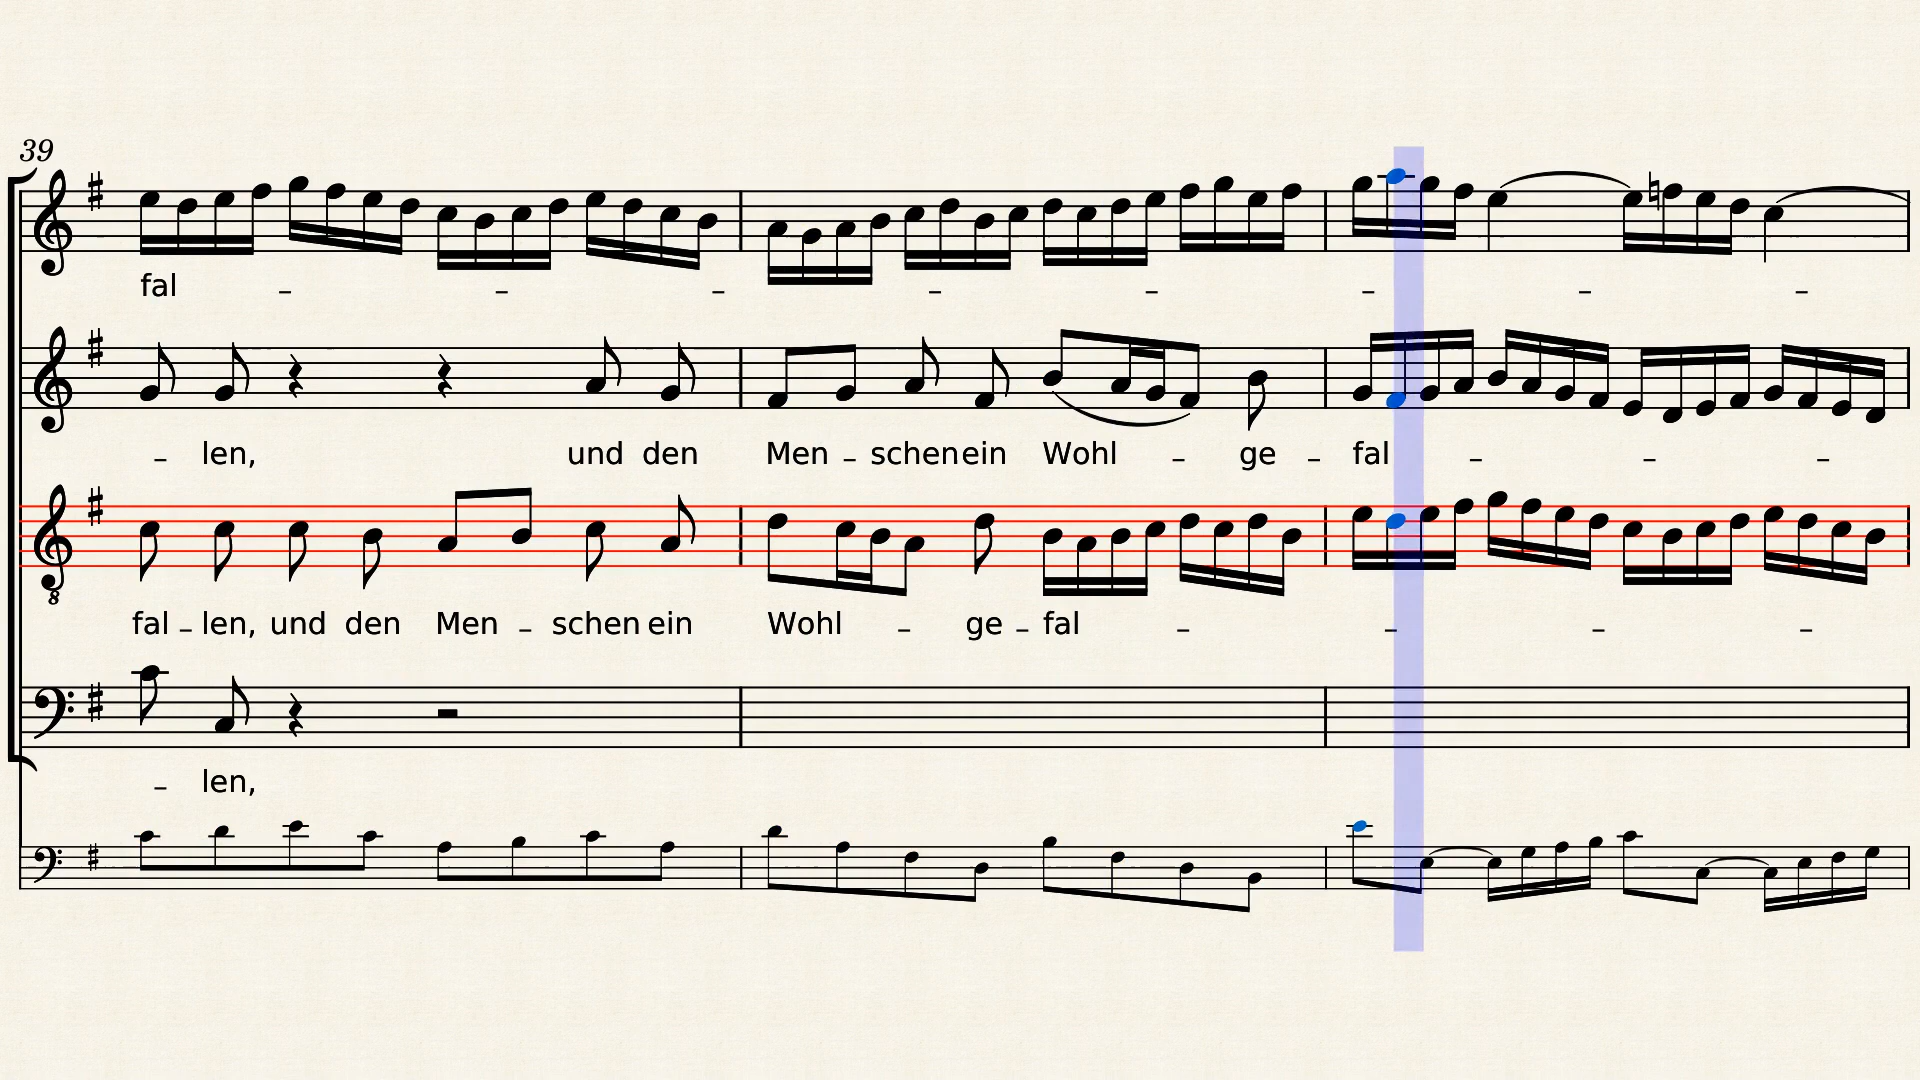 39
fal – – – – – – – –
– len, und den Men – schen ein Wohl – ge – fal – – –
8
fal – len, und den Men – schen ein Wohl – ge – fal – – – –
– len,